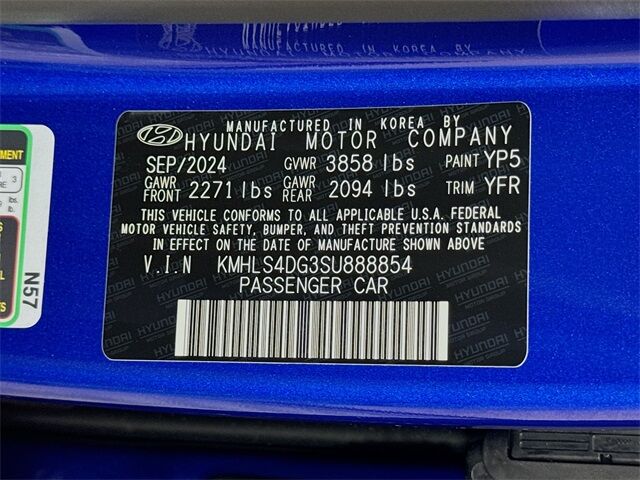 MANUFACTURED IN KOREA BY
HYUNDAI MOTOR COMPANY
SEP/2024 GVWR 3858 lbs PAINT YP5
GAWR FRONT 2271 lbs GAWR REAR 2094 lbs TRIM YFR
THIS VEHICLE CONFORMS TO ALL APPLICABLE U.S.A. FEDERAL
MOTOR VEHICLE SAFETY, BUMPER, AND THEFT PREVENTION STANDARDS
IN EFFECT ON THE DATE OF MANUFACTURE SHOWN ABOVE
V.I.N KMHLS4DG3SU888854
PASSENGER CAR
N57
3